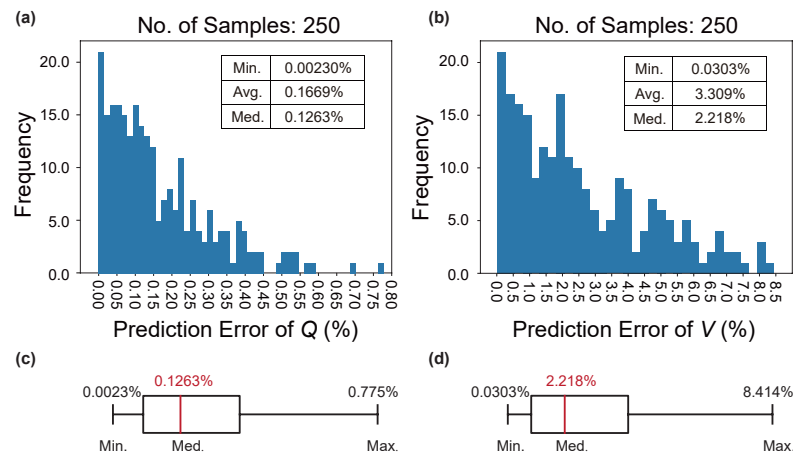 (a)
No. of Samples: 250
Min. 0.00230%
Avg. 0.1669%
Med. 0.1263%
Frequency
20.0
15.0
10.0
5.0
0.0
0.00 0.05 0.10 0.15 0.20 0.25 0.30 0.35 0.40 0.45 0.50 0.55 0.60 0.65 0.70 0.75 0.80
Prediction Error of Q (%)
(b)
No. of Samples: 250
Min. 0.0303%
Avg. 3.309%
Med. 2.218%
Frequency
20.0
15.0
10.0
5.0
0.0
0.0 0.5 1.0 1.5 2.0 2.5 3.0 3.5 4.0 4.5 5.0 5.5 6.0 6.5 7.0 7.5 8.0 8.5
Prediction Error of V (%)
(c)
0.1263%
0.0023%
0.775%
Min. Med. Max.
(d)
2.218%
0.0303%
8.414%
Min. Med. Max.